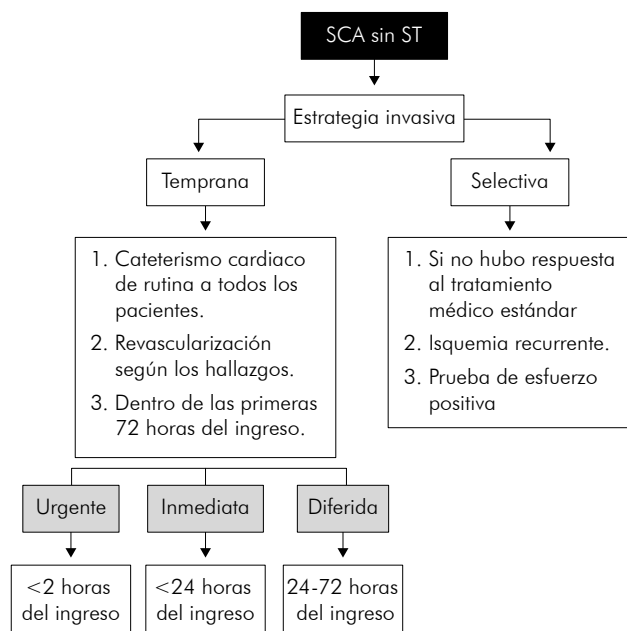 SCA sin ST
Estrategia invasiva
Temprana
Selectiva
1. Cateterismo cardiaco
de rutina a todos los
pacientes.
2. Revascularización
según los hallazgos.
3. Dentro de las primeras
72 horas del ingreso.
1. Si no hubo respuesta
al tratamiento
médico estándar
2. Isquemia recurrente.
3. Prueba de esfuerzo
positiva
Urgente
Inmediata
Diferida
<2 horas
del ingreso
<24 horas
del ingreso
24-72 horas
del ingreso